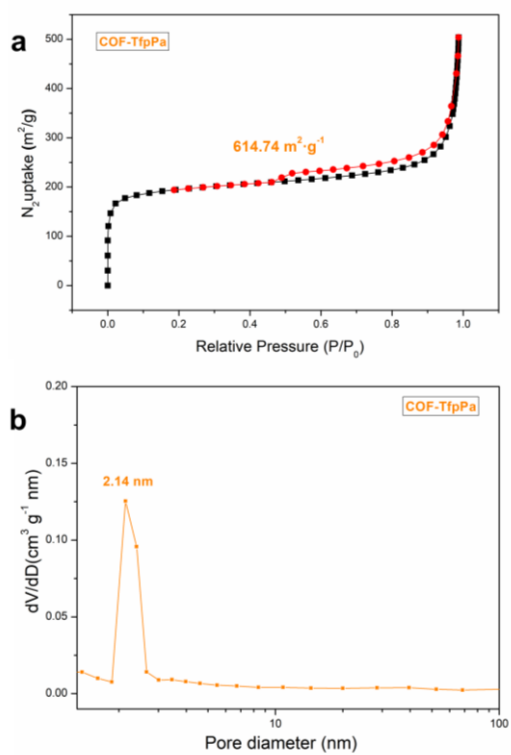 a
COF-TfpPa
614.74 m²·g⁻¹
N₂uptake (m²/g)
500
400
300
200
100
0
0.0 0.2 0.4 0.6 0.8 1.0
Relative Pressure (P/P₀)
b
COF-TfpPa
2.14 nm
dV/dD(cm³ g⁻¹ nm)
0.20
0.15
0.10
0.05
0.00
10 100
Pore diameter (nm)